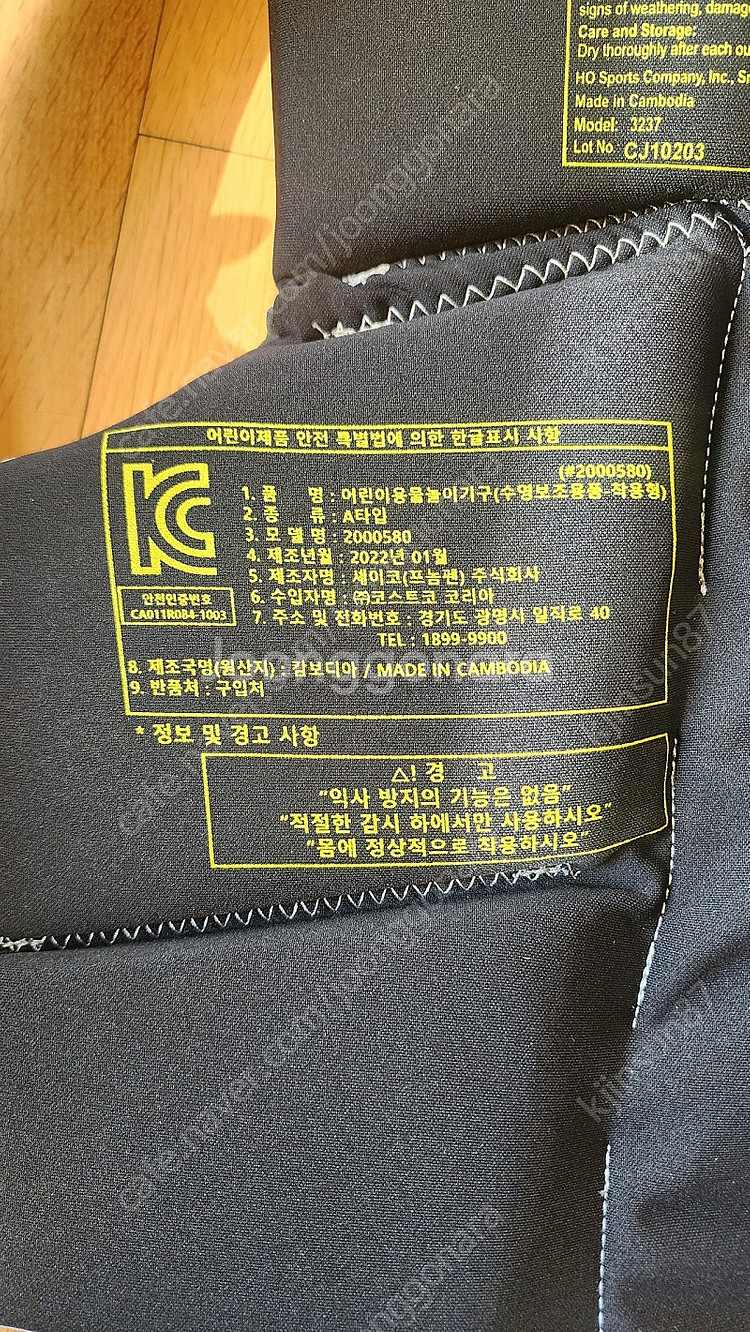 signs of weathering, damag
Care and Storage:
Dry thoroughly after each ou
HO Sports Company, Inc., Sn
Made in Cambodia
Model: 3237
Lot No. CJ10203
어린이제품 안전 특별법에 의한 한글표시 사항
(#2000580)
1. 품 명 : 어린이용물놀이기구(수영보조용품-착용형)
2. 종 류 : A타입
3. 모 델 명 : 2000580
4. 제조년월 : 2022년 01월
5. 제조자명 : 세이코(프놈펜) 주식회사
6. 수입자명 : ㈜코스트코 코리아
7. 주소 및 전화번호 : 경기도 광명시 일직로 40
TEL : 1899-9900
안전인증번호
CA011R084-1003
8. 제조국명(원산지) : 캄보디아 / MADE IN CAMBODIA
9. 반품처 : 구입처
* 정보 및 경고 사항
⚠! 경 고
"익사 방지의 기능은 없음"
"적절한 감시 하에서만 사용하시오"
"몸에 정상적으로 착용하시오"